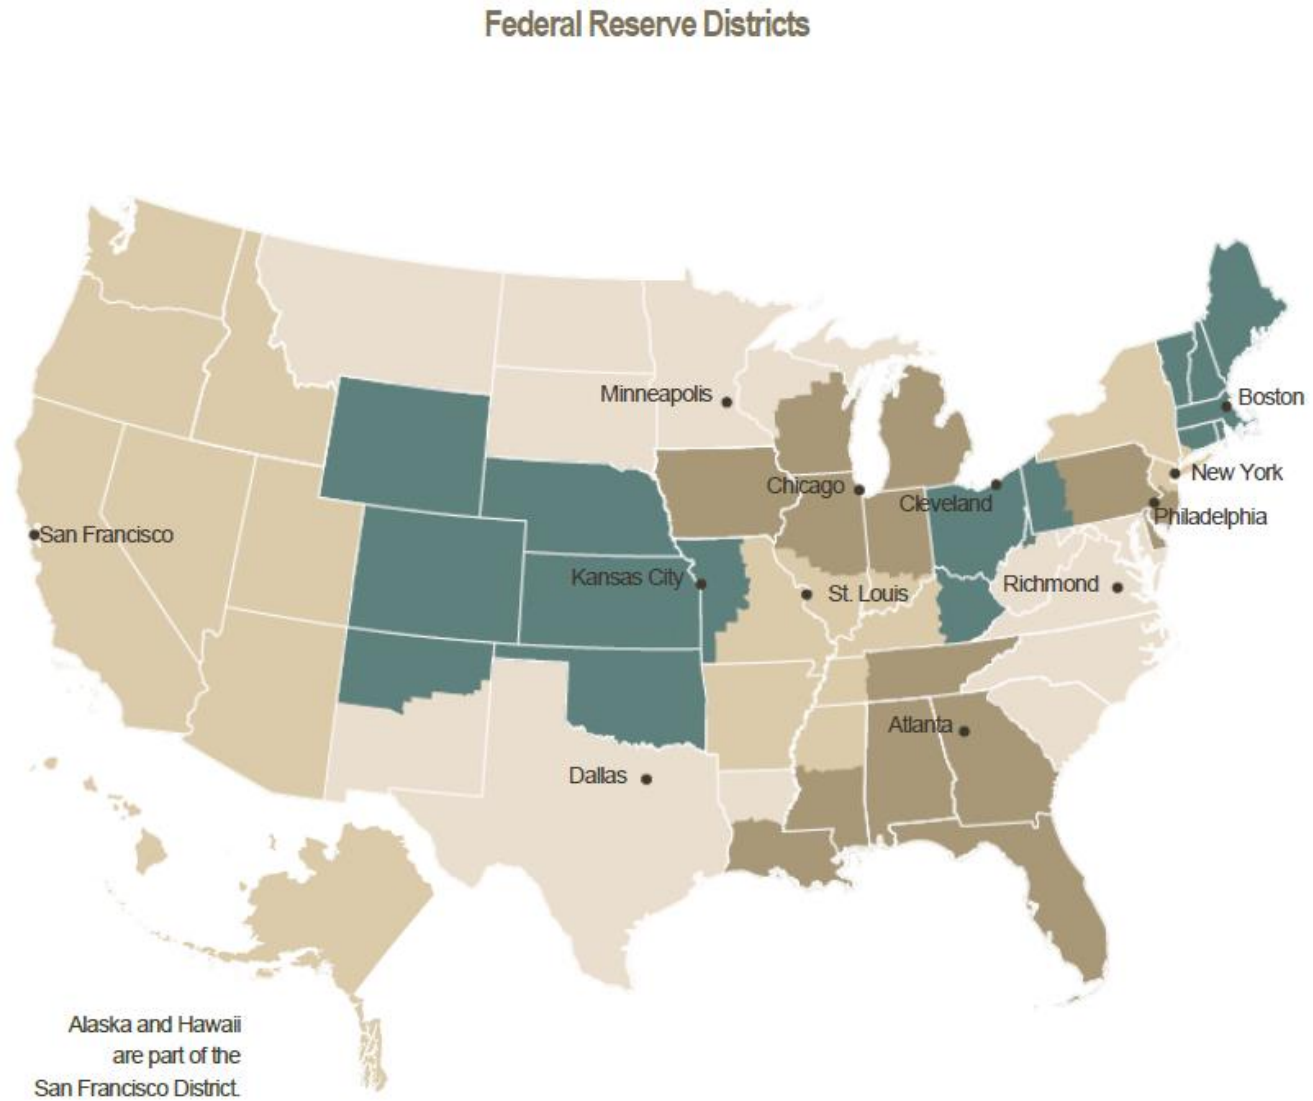 Federal Reserve Districts
Minneapolis
Boston
Chicago
Cleveland
New York
Philadelphia
San Francisco
Kansas City
St. Louis
Richmond
Atlanta
Dallas
Alaska and Hawaii
are part of the
San Francisco District.